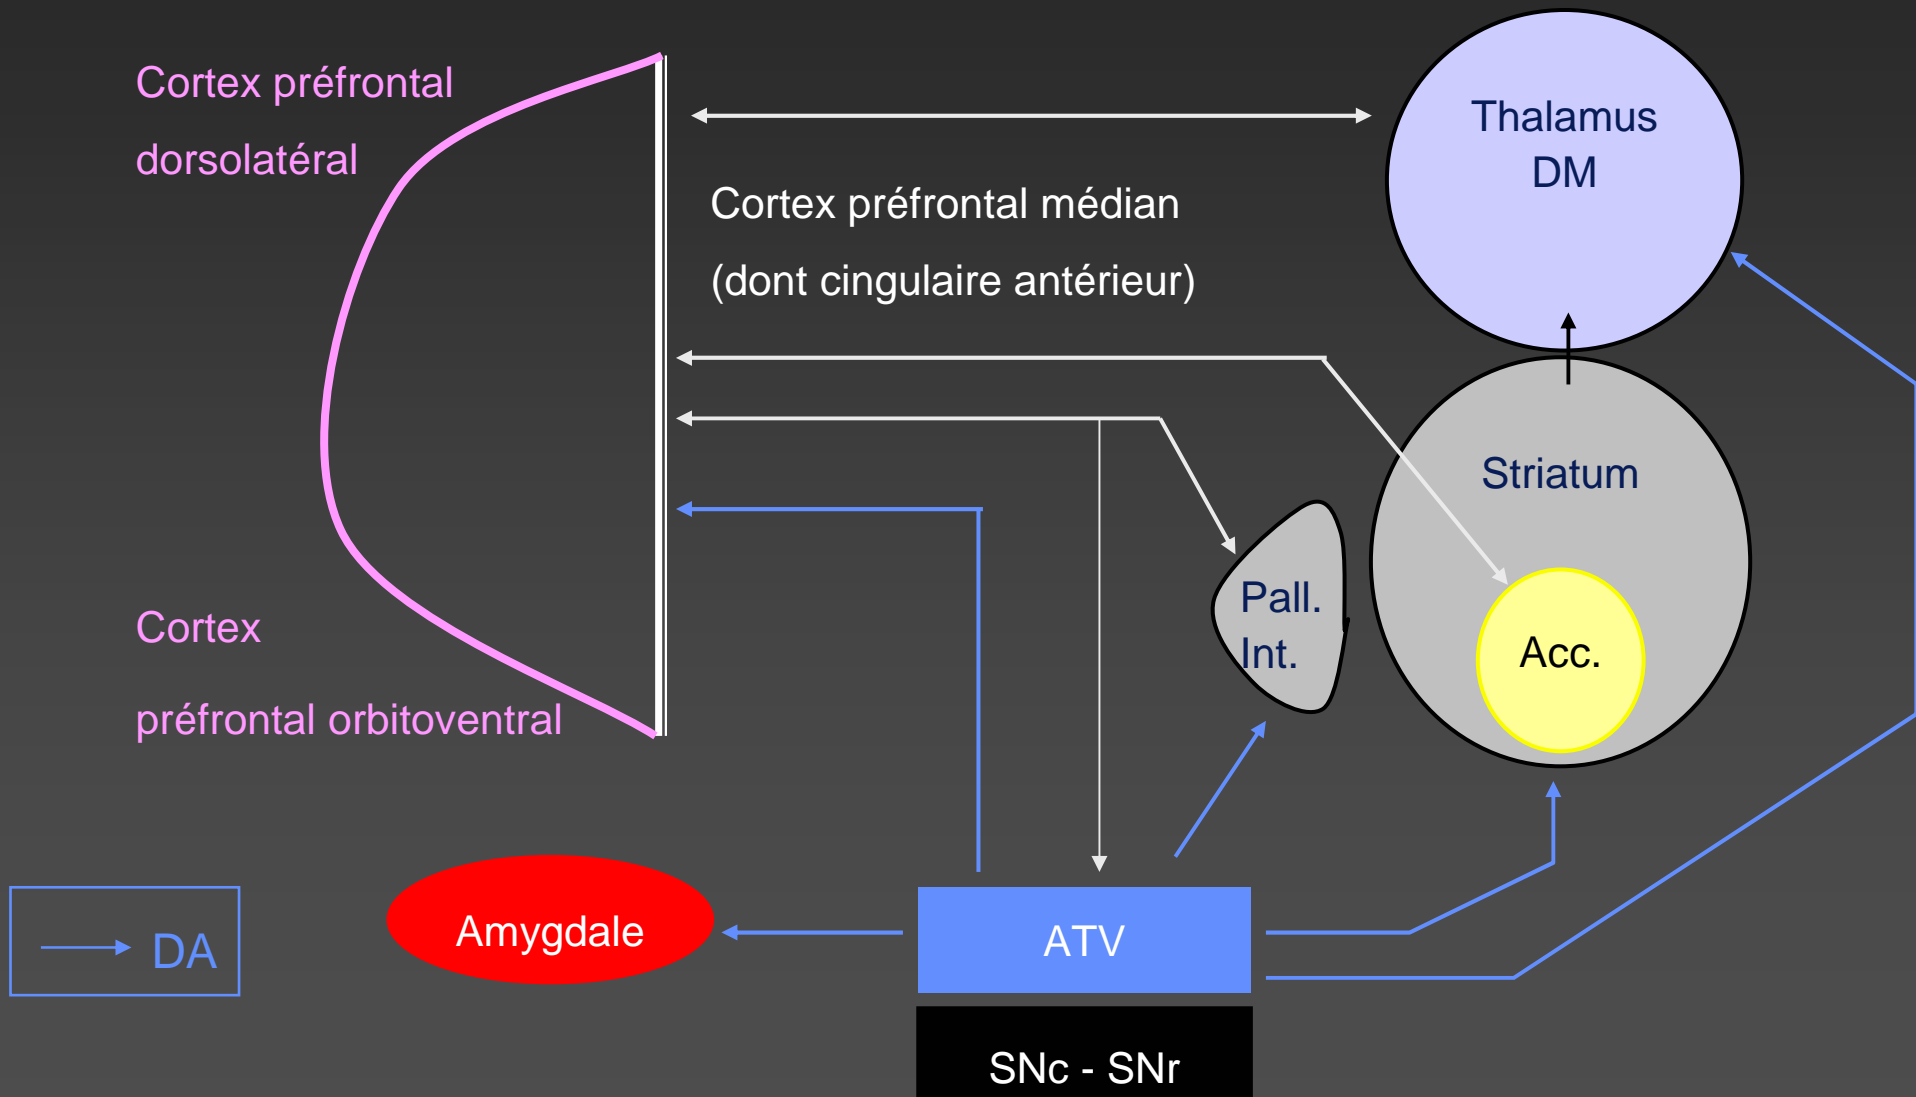 Cortex préfrontal
dorsolatéral
Thalamus
DM
Cortex préfrontal médian
(dont cingulaire antérieur)
Striatum
Pall.
Int.
Acc.
Cortex
préfrontal orbitoventral
Amygdale
ATV
DA
SNc - SNr